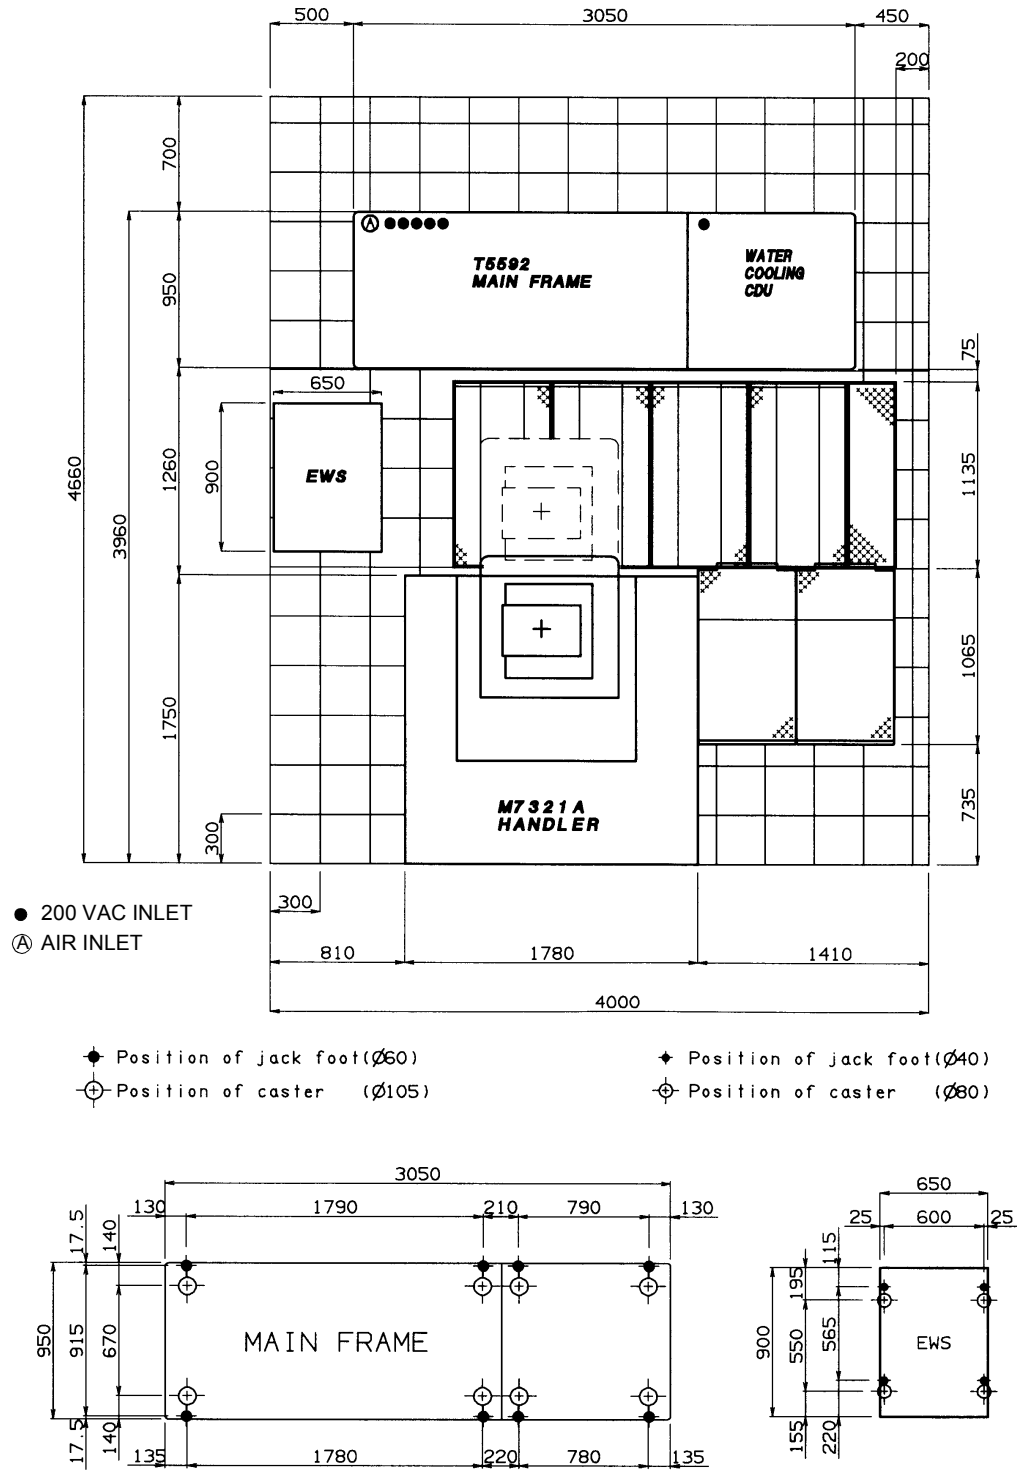 500 3050 450
200
4660
3960
700
950
1260
1750
300
T5592
MAIN FRAME
WATER
COOLING
CDU
A
650
900
EWS
75
1135
1065
735
M7321A
HANDLER
300
● 200 VAC INLET
Ⓐ AIR INLET
810 1780 1410
4000
Position of jack foot(Ø60)
Position of caster (Ø105)
Position of jack foot(Ø40)
Position of caster (Ø80)
3050
130 1790 210 790 130
17.5 140
950 915 670
MAIN FRAME
17.5 140
135 1780 220 780 135
650
25 600 25
195 115
900 550 565
EWS
155 220